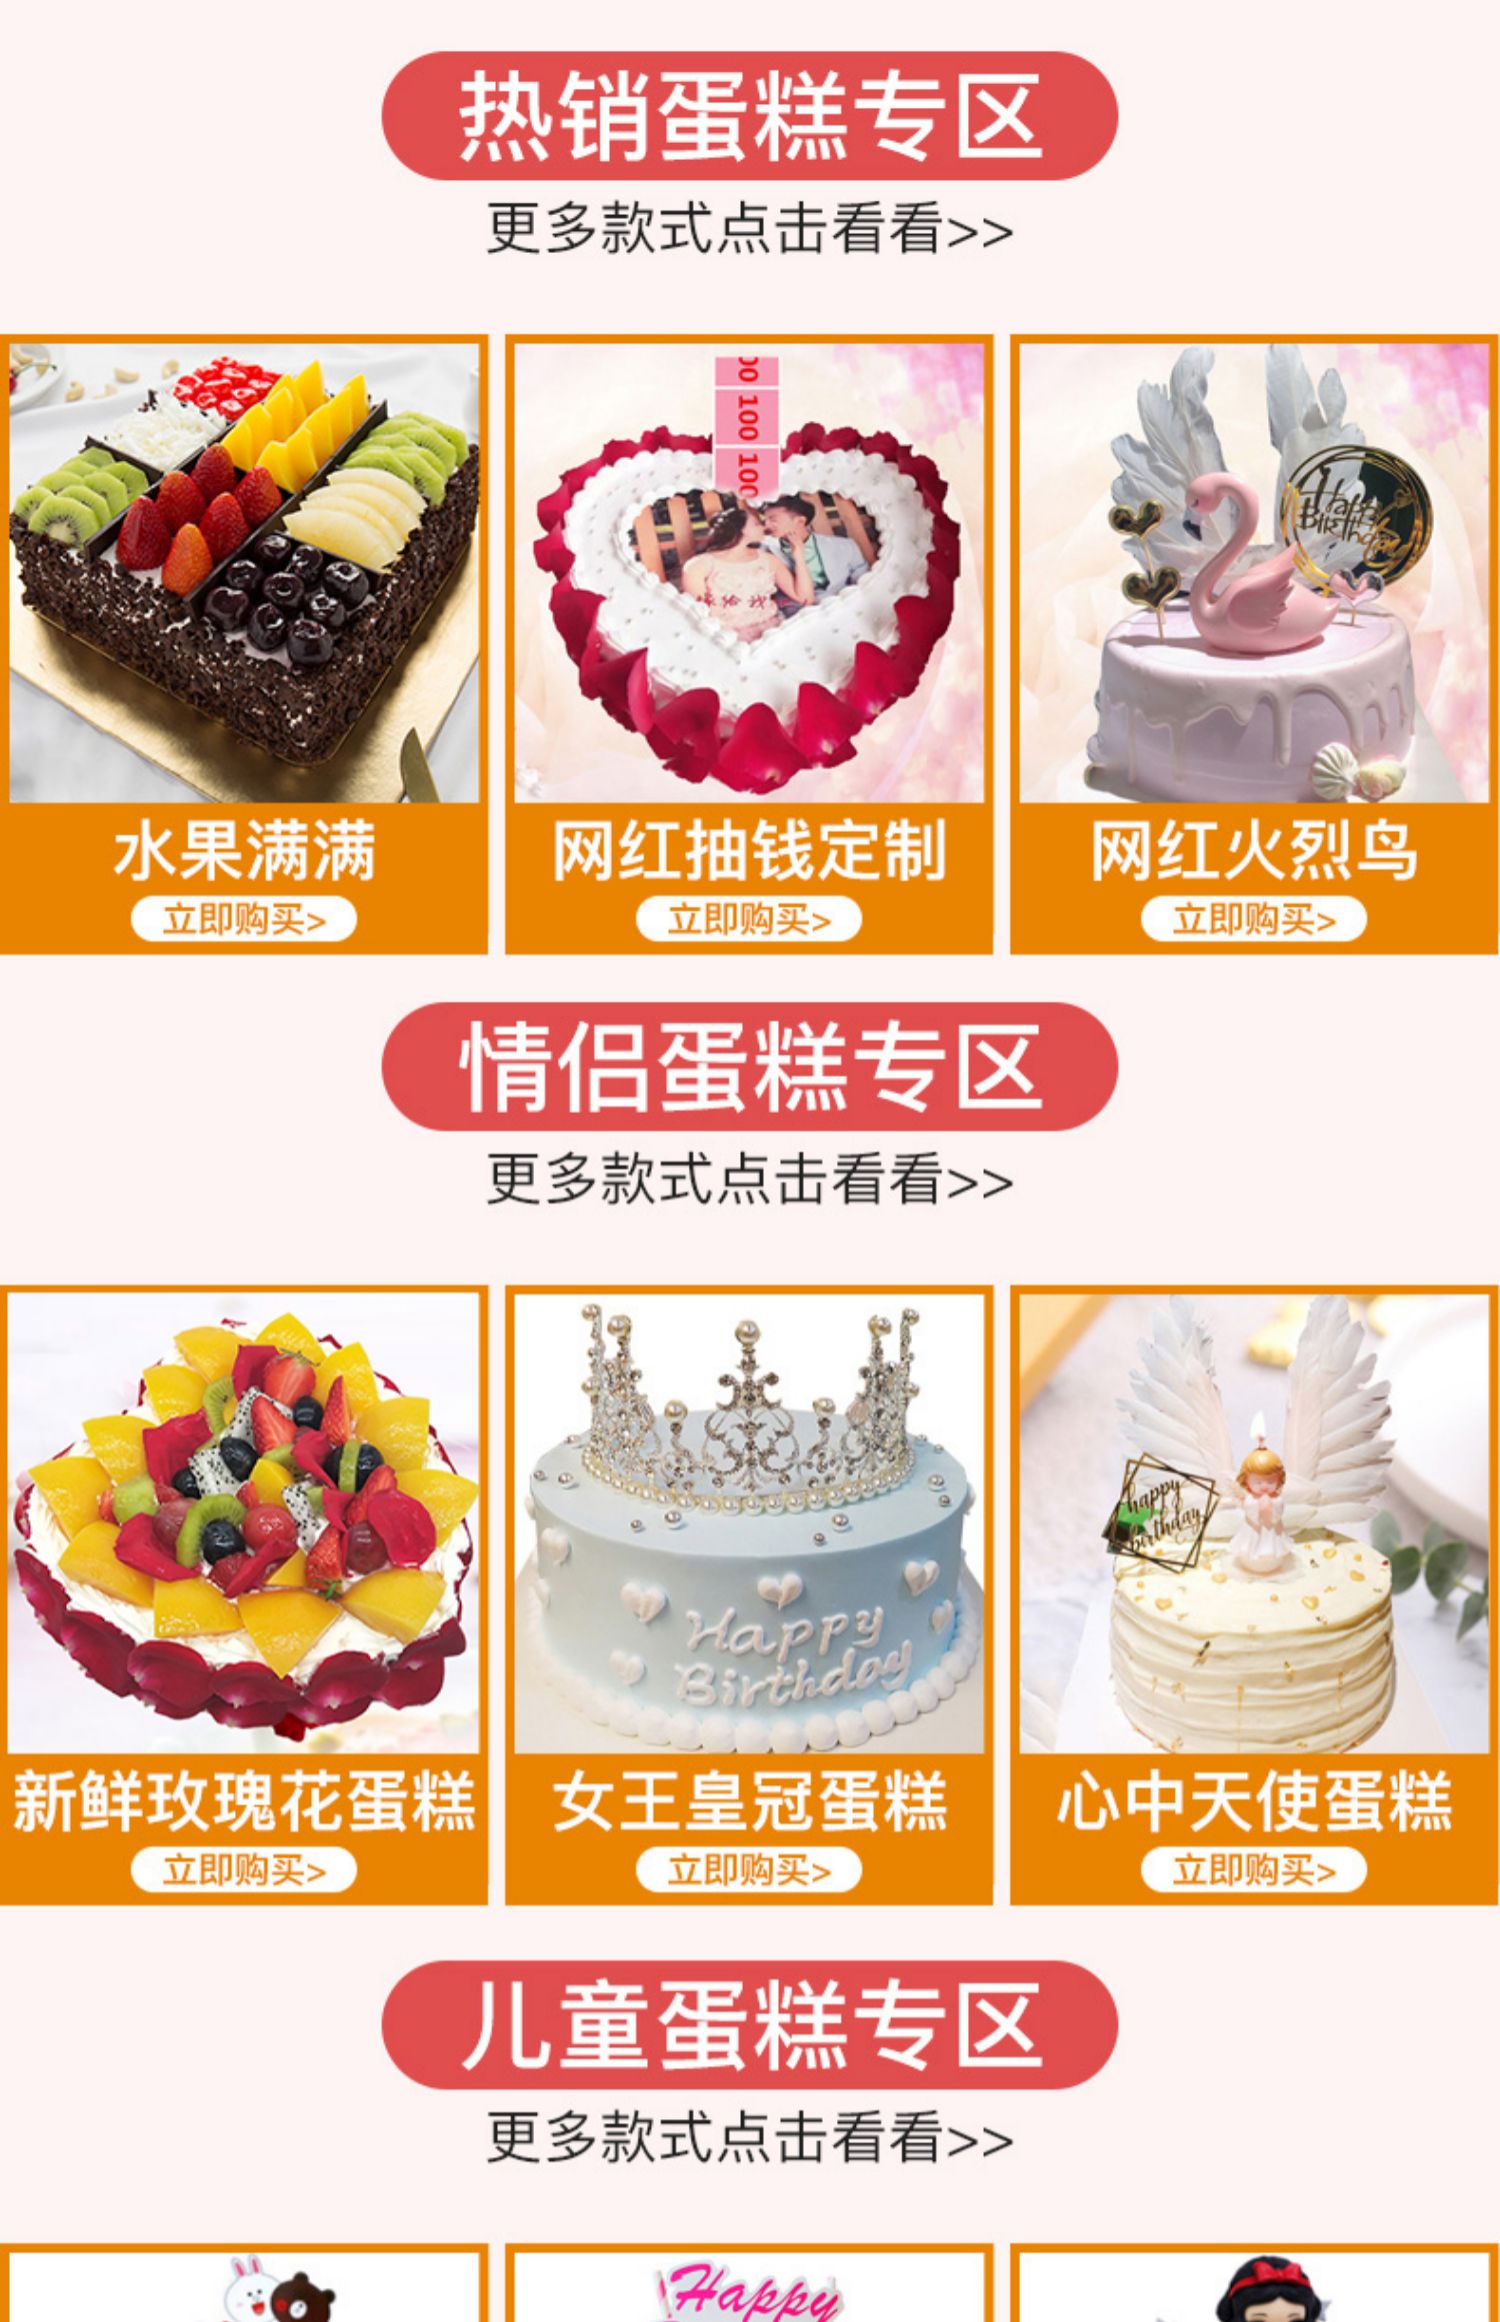 热销蛋糕专区
更多款式点击看看>>
100 100
Happy
Birthday
水果满满
网红抽钱定制
网红火烈鸟
立即购买>
立即购买>
立即购买>
情侣蛋糕专区
更多款式点击看看>>
happy
birthday
Happy
Birthday
新鲜玫瑰花蛋糕
女王皇冠蛋糕
心中天使蛋糕
立即购买>
立即购买>
立即购买>
儿童蛋糕专区
更多款式点击看看>>
Happy